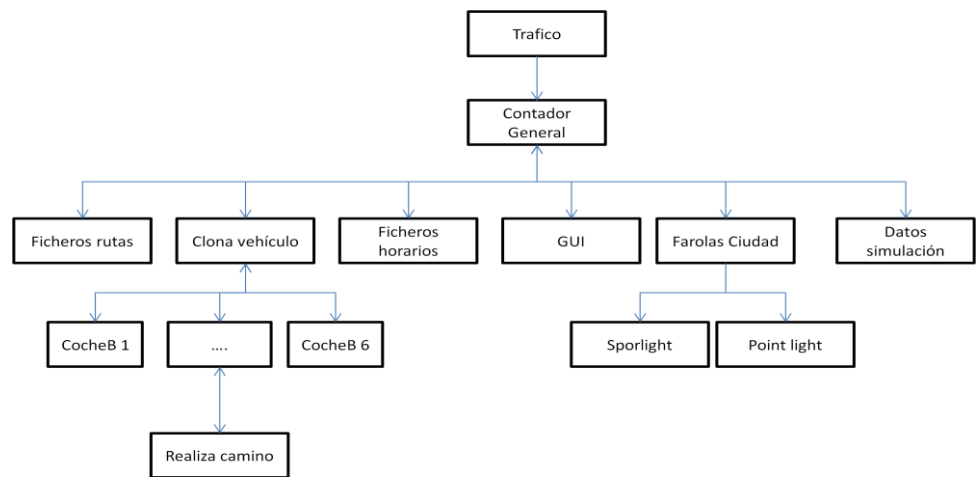 Trafico
Contador
General
Ficheros rutas
Clona vehículo
Ficheros
horarios
GUI
Farolas Ciudad
Datos
simulación
CocheB 1
....
CocheB 6
Sporlight
Point light
Realiza camino